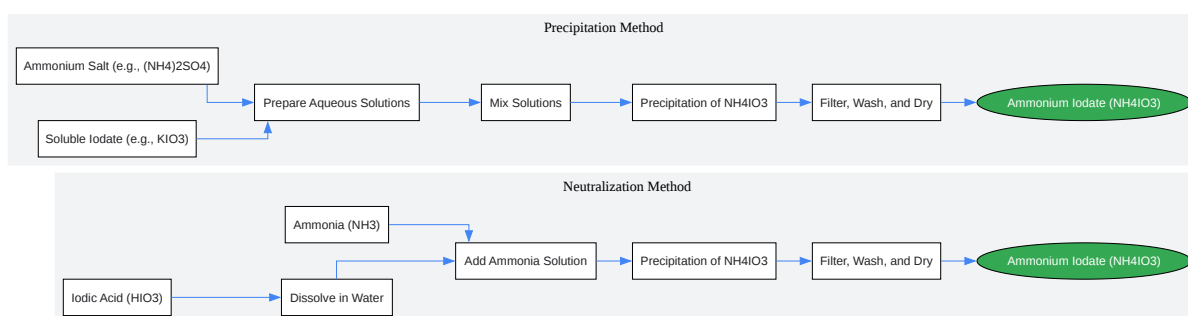 Precipitation Method
Ammonium Salt (e.g., (NH4)2SO4)
Soluble Iodate (e.g., KIO3)
Prepare Aqueous Solutions
Mix Solutions
Precipitation of NH4IO3
Filter, Wash, and Dry
Ammonium Iodate (NH4IO3)
Neutralization Method
Ammonia (NH3)
Iodic Acid (HIO3)
Dissolve in Water
Add Ammonia Solution
Precipitation of NH4IO3
Filter, Wash, and Dry
Ammonium Iodate (NH4IO3)